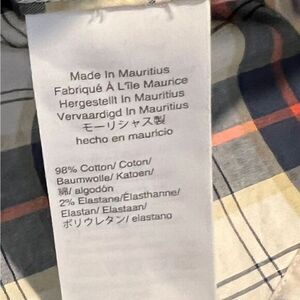 Made In Mauritius
Fabriqué À L'île Maurice
Hergestellt In Mauritius
Vervaardigd In Mauritius
モーリシャス製
hecho en mauricio
98% Cotton/ Coton/
Baumwolle/ Katoen/
綿/ algodón
2% Elastane/Élasthanne/
Elastan/ Elastaan/
ポリウレタン/ elastano